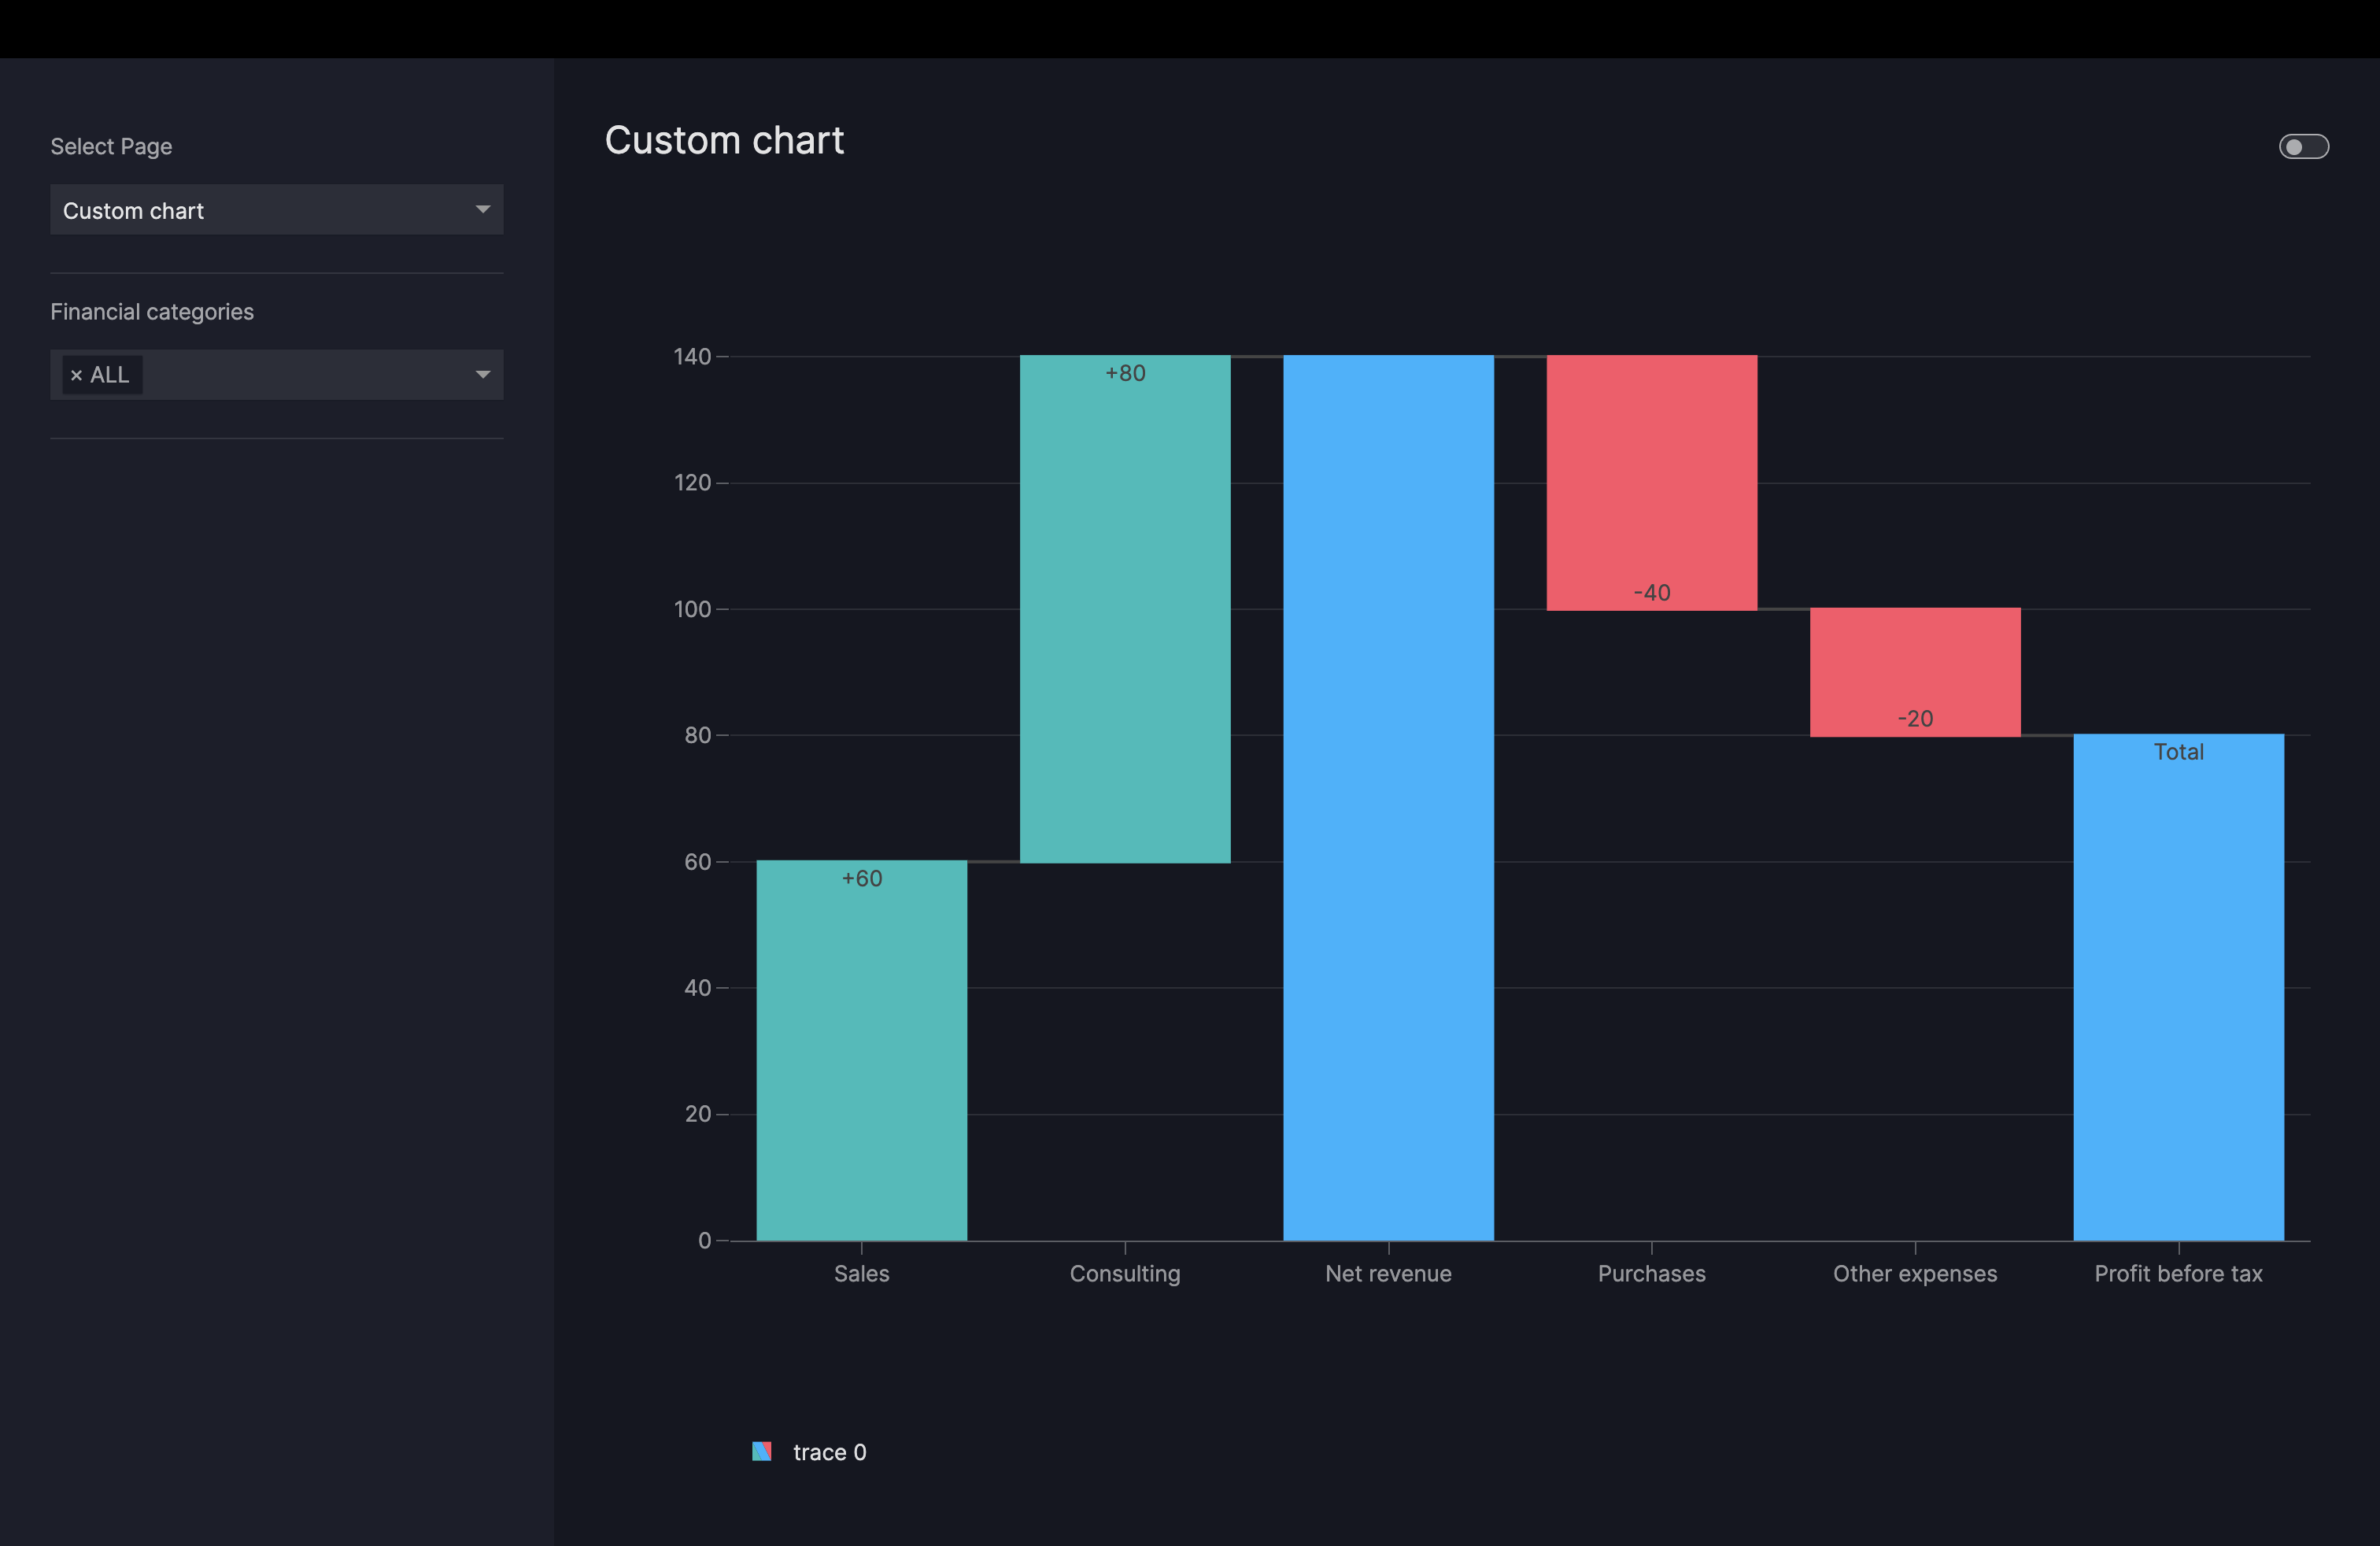 Select Page
Custom chart
Financial categories
× ALL
Custom chart
140
120
100
80
60
40
20
0
+60
+80
-40
-20
Total
Sales
Consulting
Net revenue
Purchases
Other expenses
Profit before tax
trace 0